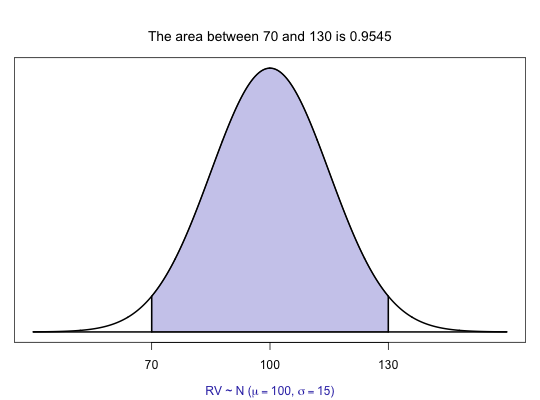 The area between 70 and 130 is 0.9545
70 100 130
RV ~ N (μ = 100, σ = 15)